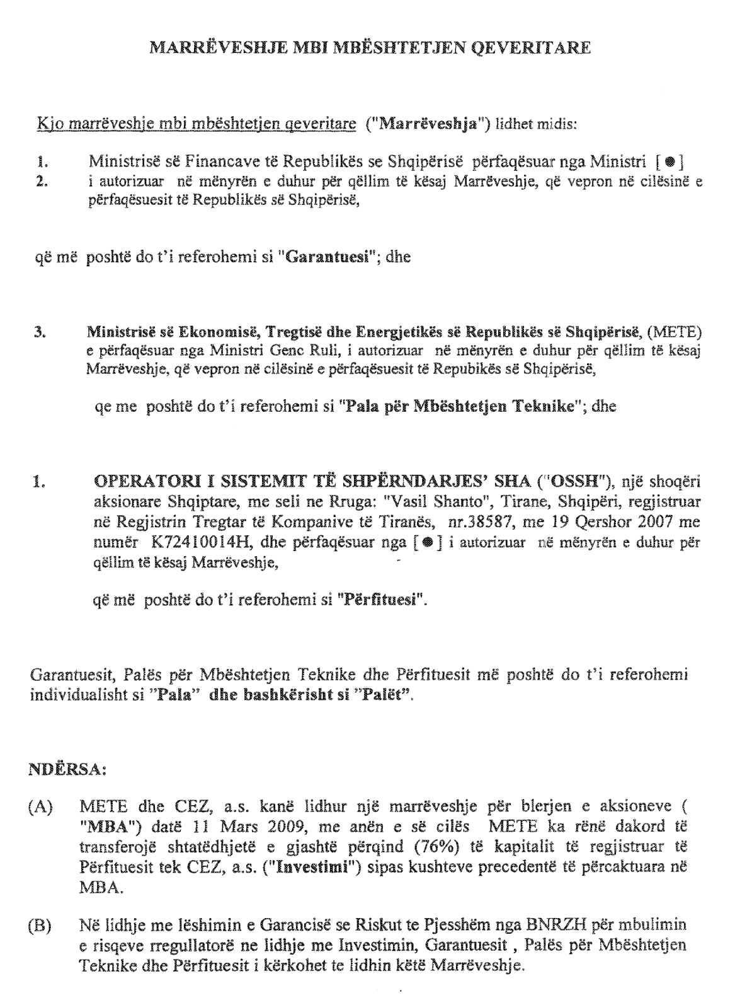 MARRËVESHJE MBI MBËSHTETJEN QEVERITARE
Kjo marrëveshje mbi mbështetjen qeveritare ("Marrëveshja") lidhet midis:
1. Ministrisë së Financave të Republikës se Shqipërisë përfaqësuar nga Ministri [●]
2. i autorizuar në mënyrën e duhur për qëllim të kësaj Marrëveshje, që vepron në cilësinë e
përfaqësuesit të Republikës së Shqipërisë,
që më poshtë do t'i referohemi si "Garantuesi"; dhe
3. Ministrisë së Ekonomisë, Tregtisë dhe Energjetikës së Republikës së Shqipërisë, (METE)
e përfaqësuar nga Ministri Genc Ruli, i autorizuar në mënyrën e duhur për qëllim të kësaj
Marrëveshje, që vepron në cilësinë e përfaqësuesit të Repubikës së Shqipërisë,
qe me poshtë do t'i referohemi si "Pala për Mbështetjen Teknike"; dhe
1. OPERATORI I SISTEMIT TË SHPËRNDARJES' SHA ("OSSH"), një shoqëri
aksionare Shqiptare, me seli ne Rruga: "Vasil Shanto", Tirane, Shqipëri, regjistruar
në Regjistrin Tregtar të Kompanive të Tiranës, nr.38587, me 19 Qershor 2007 me
numër K72410014H, dhe përfaqësuar nga [●] i autorizuar në mënyrën e duhur për
qëllim të kësaj Marrëveshje,
që më poshtë do t'i referohemi si "Përfituesi".
Garantuesit, Palës për Mbështetjen Teknike dhe Përfituesit më poshtë do t'i referohemi
individualisht si ”Pala” dhe bashkërisht si ”Palët”.
NDËRSA:
(A) METE dhe CEZ, a.s. kanë lidhur një marrëveshje për blerjen e aksioneve (
"MBA") datë 11 Mars 2009, me anën e së cilës METE ka rënë dakord të
transferojë shtatëdhjetë e gjashtë përqind (76%) të kapitalit të regjistruar të
Përfituesit tek CEZ, a.s. ("Investimi") sipas kushteve precedentë të përcaktuara në
MBA.
(B) Në lidhje me lëshimin e Garancisë se Riskut te Pjesshëm nga BNRZH për mbulimin
e risqeve rregullatorë ne lidhje me Investimin, Garantuesit , Palës për Mbështetjen
Teknike dhe Përfituesit i kërkohet te lidhin këtë Marrëveshje.